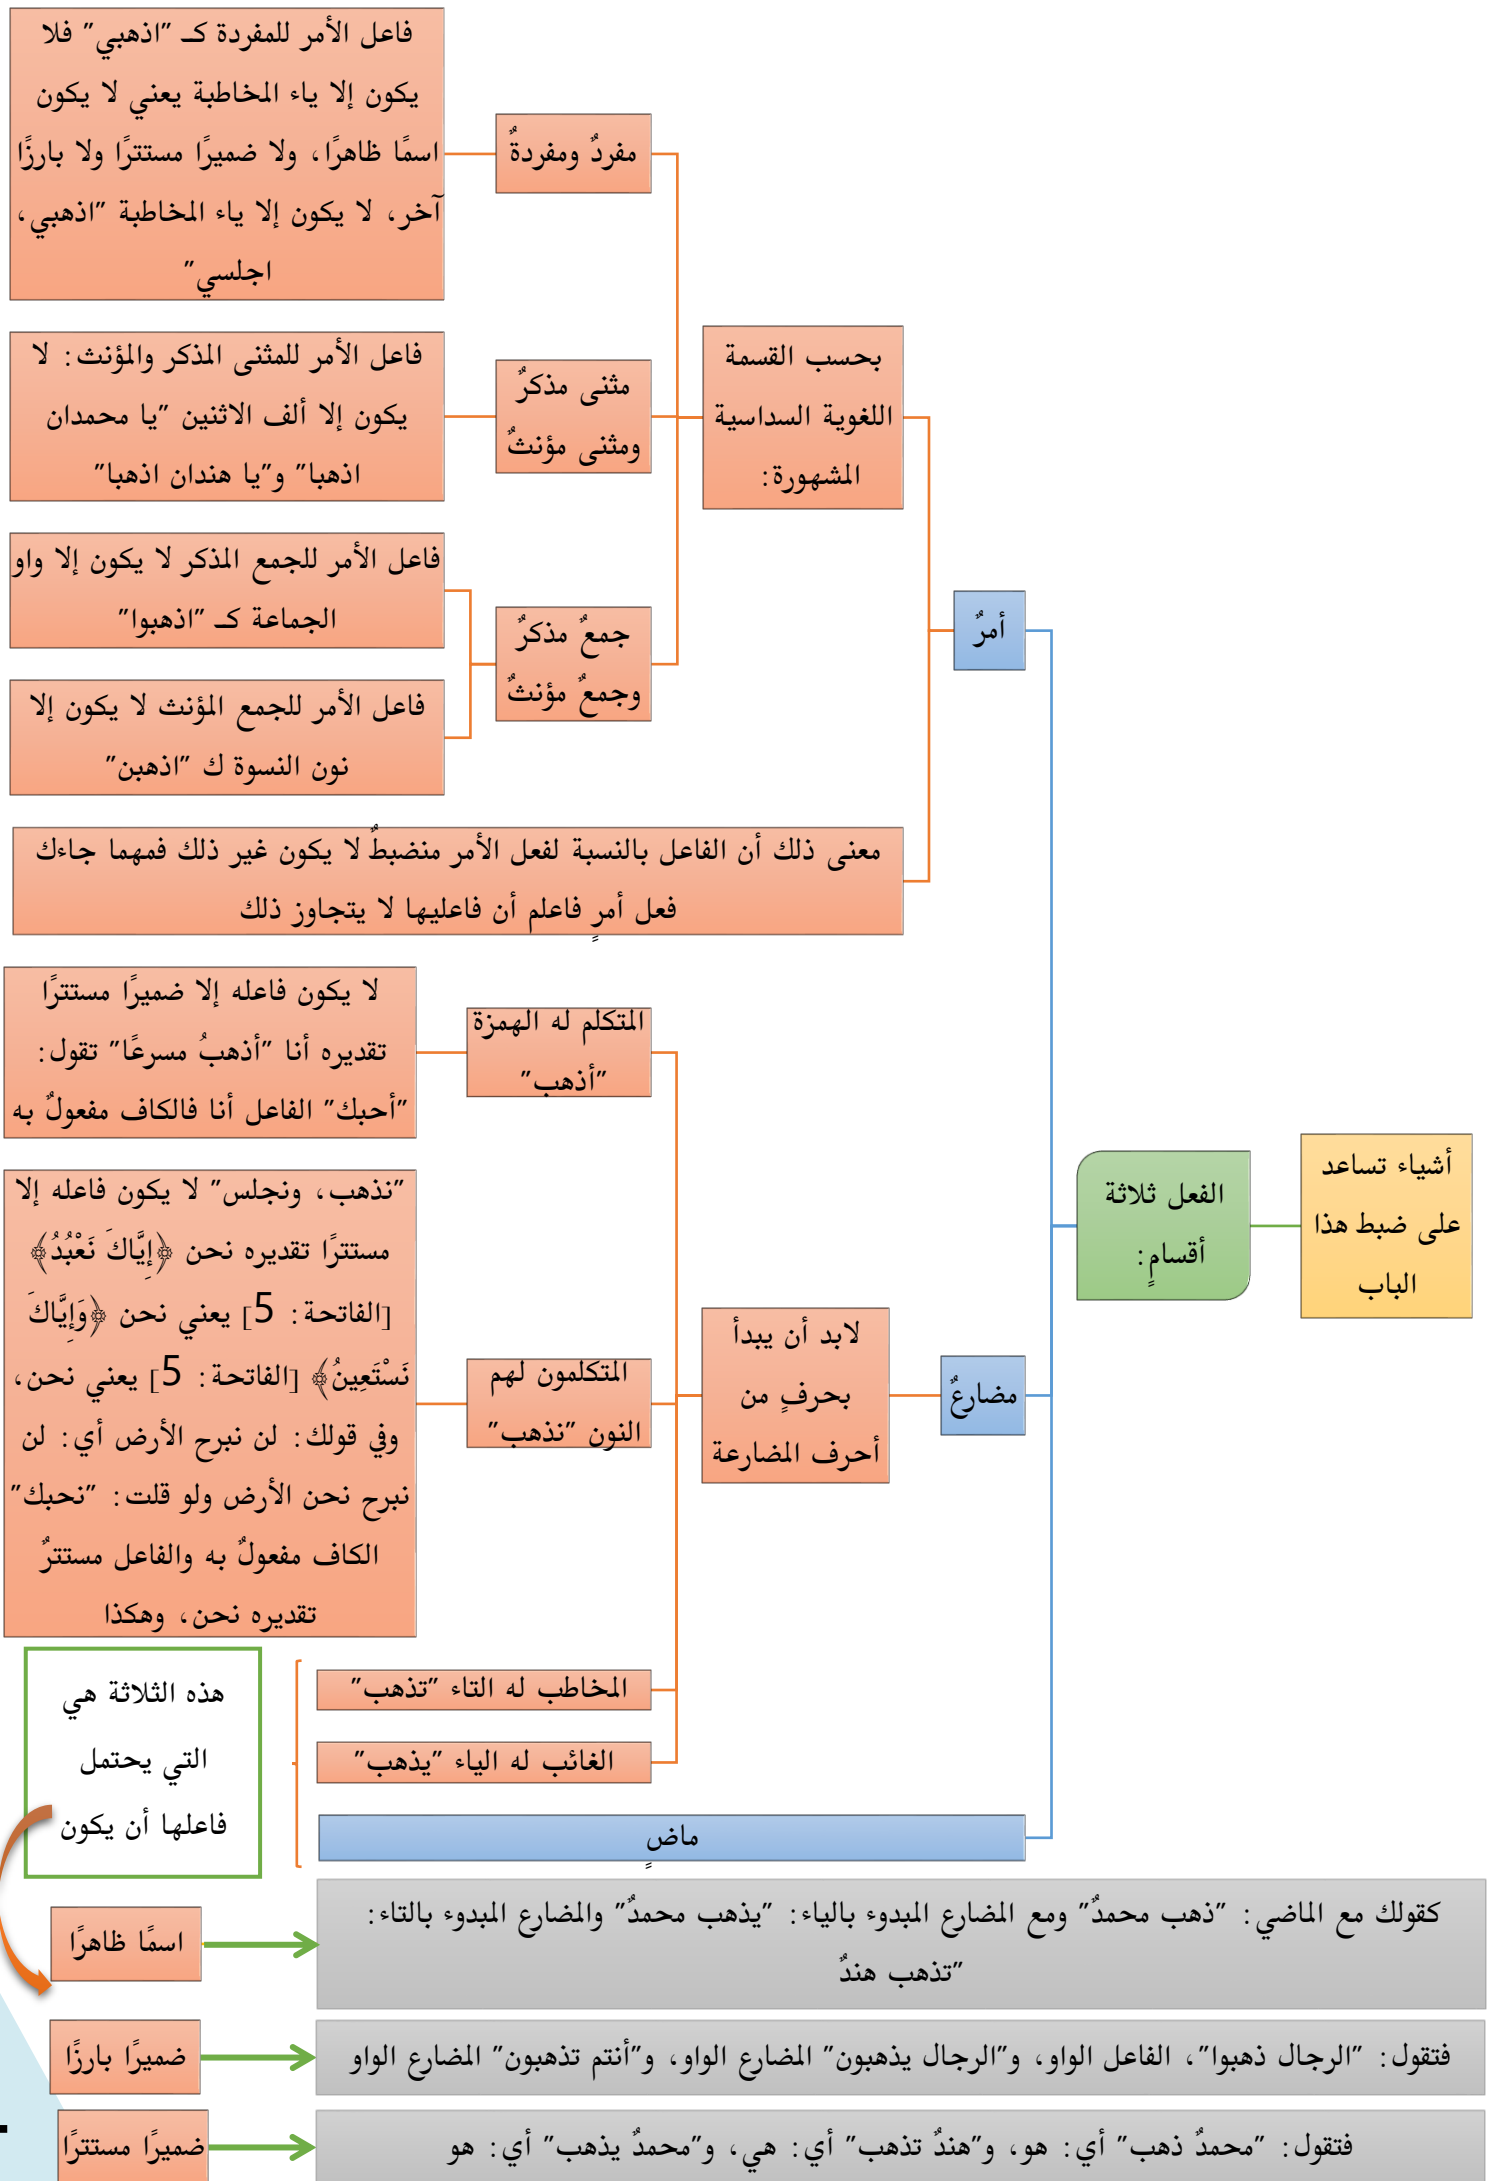 أشياء تساعد
على ضبط هذا
الباب
الفعل ثلاثة
أقسامٍ:
أمرٌ
بحسب القسمة
اللغوية السداسية
المشهورة:
مفردٌ ومفردةٌ
فاعل الأمر للمفردة كـ "اذهبي" فلا
يكون إلا ياء المخاطبة يعني لا يكون
اسمًا ظاهرًا، ولا ضميرًا مستترًا ولا بارزًا
آخر، لا يكون إلا ياء المخاطبة "اذهبي،
اجلسي"
مثنى مذكرٌ
ومثنى مؤنثٌ
فاعل الأمر للمثنى المذكر والمؤنث: لا
يكون إلا ألف الاثنين "يا محمدان
اذهبا" و"يا هندان اذهبا"
جمعٌ مذكرٌ
وجمعٌ مؤنثٌ
فاعل الأمر للجمع المذكر لا يكون إلا واو
الجماعة كـ "اذهبوا"
فاعل الأمر للجمع المؤنث لا يكون إلا
نون النسوة ك "اذهبن"
معنى ذلك أن الفاعل بالنسبة لفعل الأمر منضبطٌ لا يكون غير ذلك فمهما جاءك
فعل أمرٍ فاعلم أن فاعليها لا يتجاوز ذلك
مضارعٌ
لابد أن يبدأ
بحرفٍ من
أحرف المضارعة
المتكلم له الهمزة
"أذهب"
لا يكون فاعله إلا ضميرًا مستترًا
تقديره أنا "أذهبُ مسرعًا" تقول:
"أحبك" الفاعل أنا فالكاف مفعولٌ به
المتكلمون لهم
النون "نذهب"
"نذهب، ونجلس" لا يكون فاعله إلا
مستترًا تقديره نحن ﴿إِيَّاكَ نَعْبُدُ﴾
[الفاتحة: 5] يعني نحن ﴿وَإِيَّاكَ
نَسْتَعِينُ﴾ [الفاتحة: 5] يعني نحن،
وفي قولك: لن نبرح الأرض أي: لن
نبرح نحن الأرض ولو قلت: "نحبك"
الكاف مفعولٌ به والفاعل مستترٌ
تقديره نحن، وهكذا
المخاطب له التاء "تذهب"
الغائب له الياء "يذهب"
ماضٍ
هذه الثلاثة هي
التي يحتمل
فاعلها أن يكون
اسمًا ظاهرًا
كقولك مع الماضي: "ذهب محمدٌ" ومع المضارع المبدوء بالياء: "يذهب محمدٌ" والمضارع المبدوء بالتاء:
"تذهب هندٌ
ضميرًا بارزًا
فتقول: "الرجال ذهبوا"، الفاعل الواو، و"الرجال يذهبون" المضارع الواو، و"أنتم تذهبون" المضارع الواو
ضميرًا مستترًا
فتقول: "محمدٌ ذهب" أي: هو، و"هندٌ تذهب" أي: هي، و"محمدٌ يذهب" أي: هو